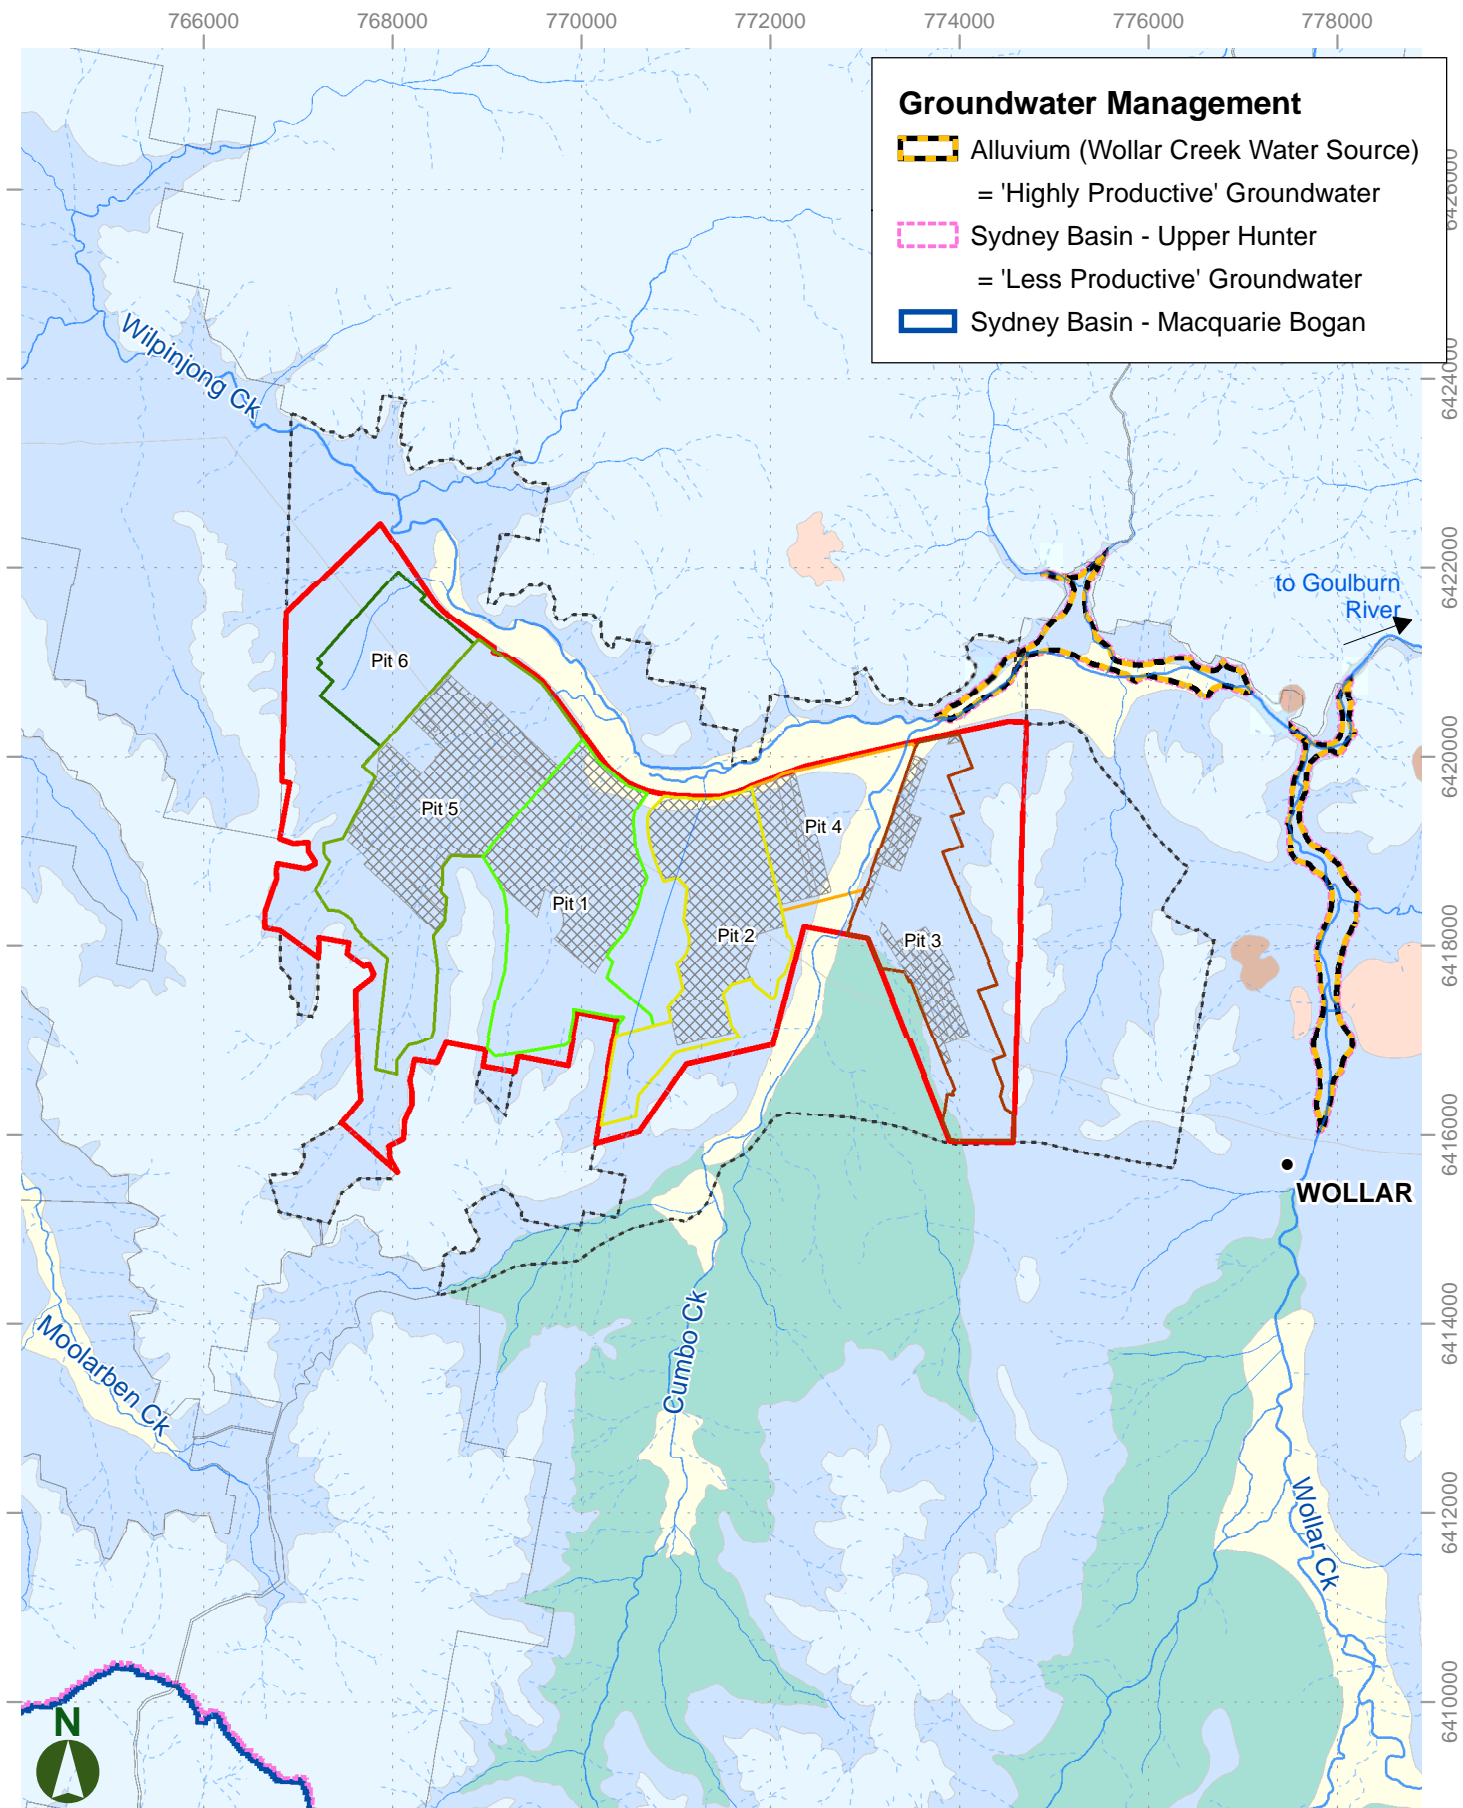 766000
768000
770000
772000
774000
776000
778000
Groundwater Management
Alluvium (Wollar Creek Water Source)
= 'Highly Productive' Groundwater
Sydney Basin - Upper Hunter
= 'Less Productive' Groundwater
Sydney Basin - Macquarie Bogan
6426000
6424000
6422000
6420000
6418000
6416000
6414000
6412000
6410000
Wilpinjong Ck
to Goulburn
River
Pit 6
Pit 5
Pit 4
Pit 1
Pit 2
Pit 3
WOLLAR
Moolarben Ck
Cumbo Ck
Wollar Ck
N